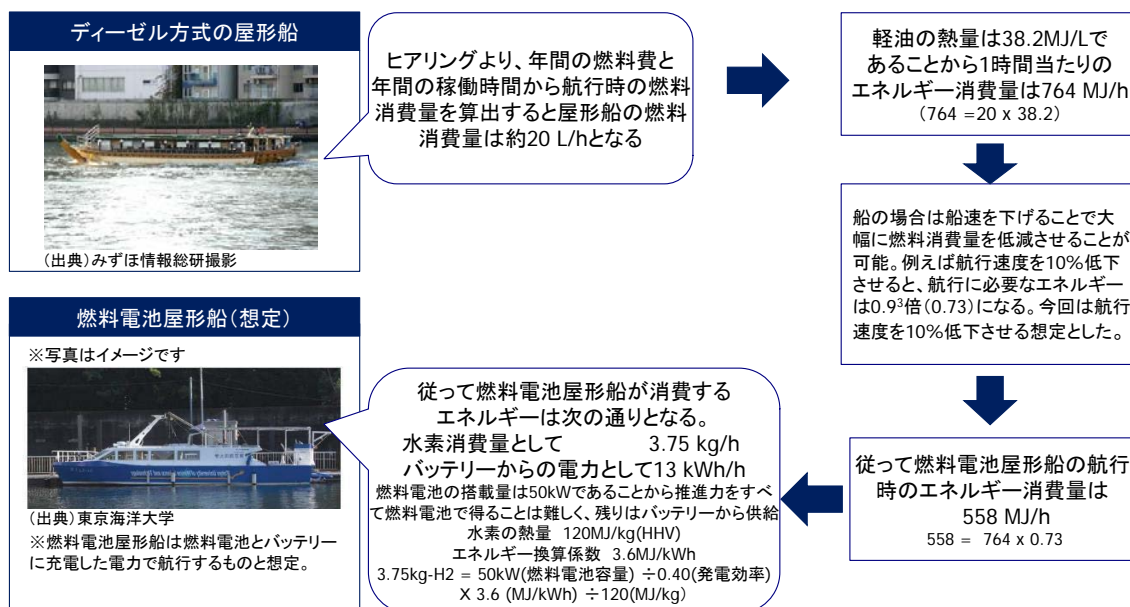 ディーゼル方式の屋形船
(出典)みずほ情報総研撮影
ヒアリングより、年間の燃料費と
年間の稼働時間から航行時の燃料
消費量を算出すると屋形船の燃料
消費量は約20 L/hとなる
軽油の熱量は38.2MJ/Lで
あることから1時間当たりの
エネルギー消費量は764 MJ/h
(764 =20 x 38.2)
船の場合は船速を下げることで大
幅に燃料消費量を低減させることが
可能。例えば航行速度を10%低下
させると、航行に必要なエネルギー
は0.9³倍(0.73)になる。今回は航行
速度を10%低下させる想定とした。
従って燃料電池屋形船の航行
時のエネルギー消費量は
558 MJ/h
558 = 764 x 0.73
従って燃料電池屋形船が消費する
エネルギーは次の通りとなる。
水素消費量として 3.75 kg/h
バッテリーからの電力として13 kWh/h
燃料電池の搭載量は50kWであることから推進力をすべ
て燃料電池で得ることは難しく、残りはバッテリーから供給
水素の熱量 120MJ/kg(HHV)
エネルギー換算係数 3.6MJ/kWh
3.75kg-H2 = 50kW(燃料電池容量) ÷0.40(発電効率)
X 3.6 (MJ/kWh) ÷120(MJ/kg)
燃料電池屋形船(想定)
※写真はイメージです
(出典)東京海洋大学
※燃料電池屋形船は燃料電池とバッテリー
に充電した電力で航行するものと想定。